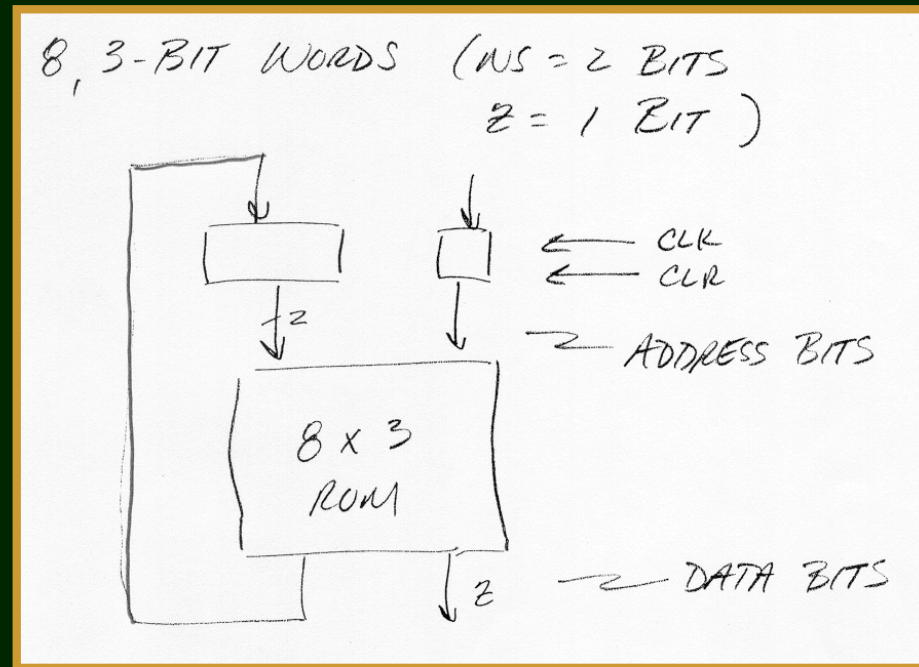 8, 3-BIT WORDS (NS = 2 BITS
Z = 1 BIT)
CLK
CLR
2
ADDRESS BITS
8 x 3
ROM
Z
DATA BITS